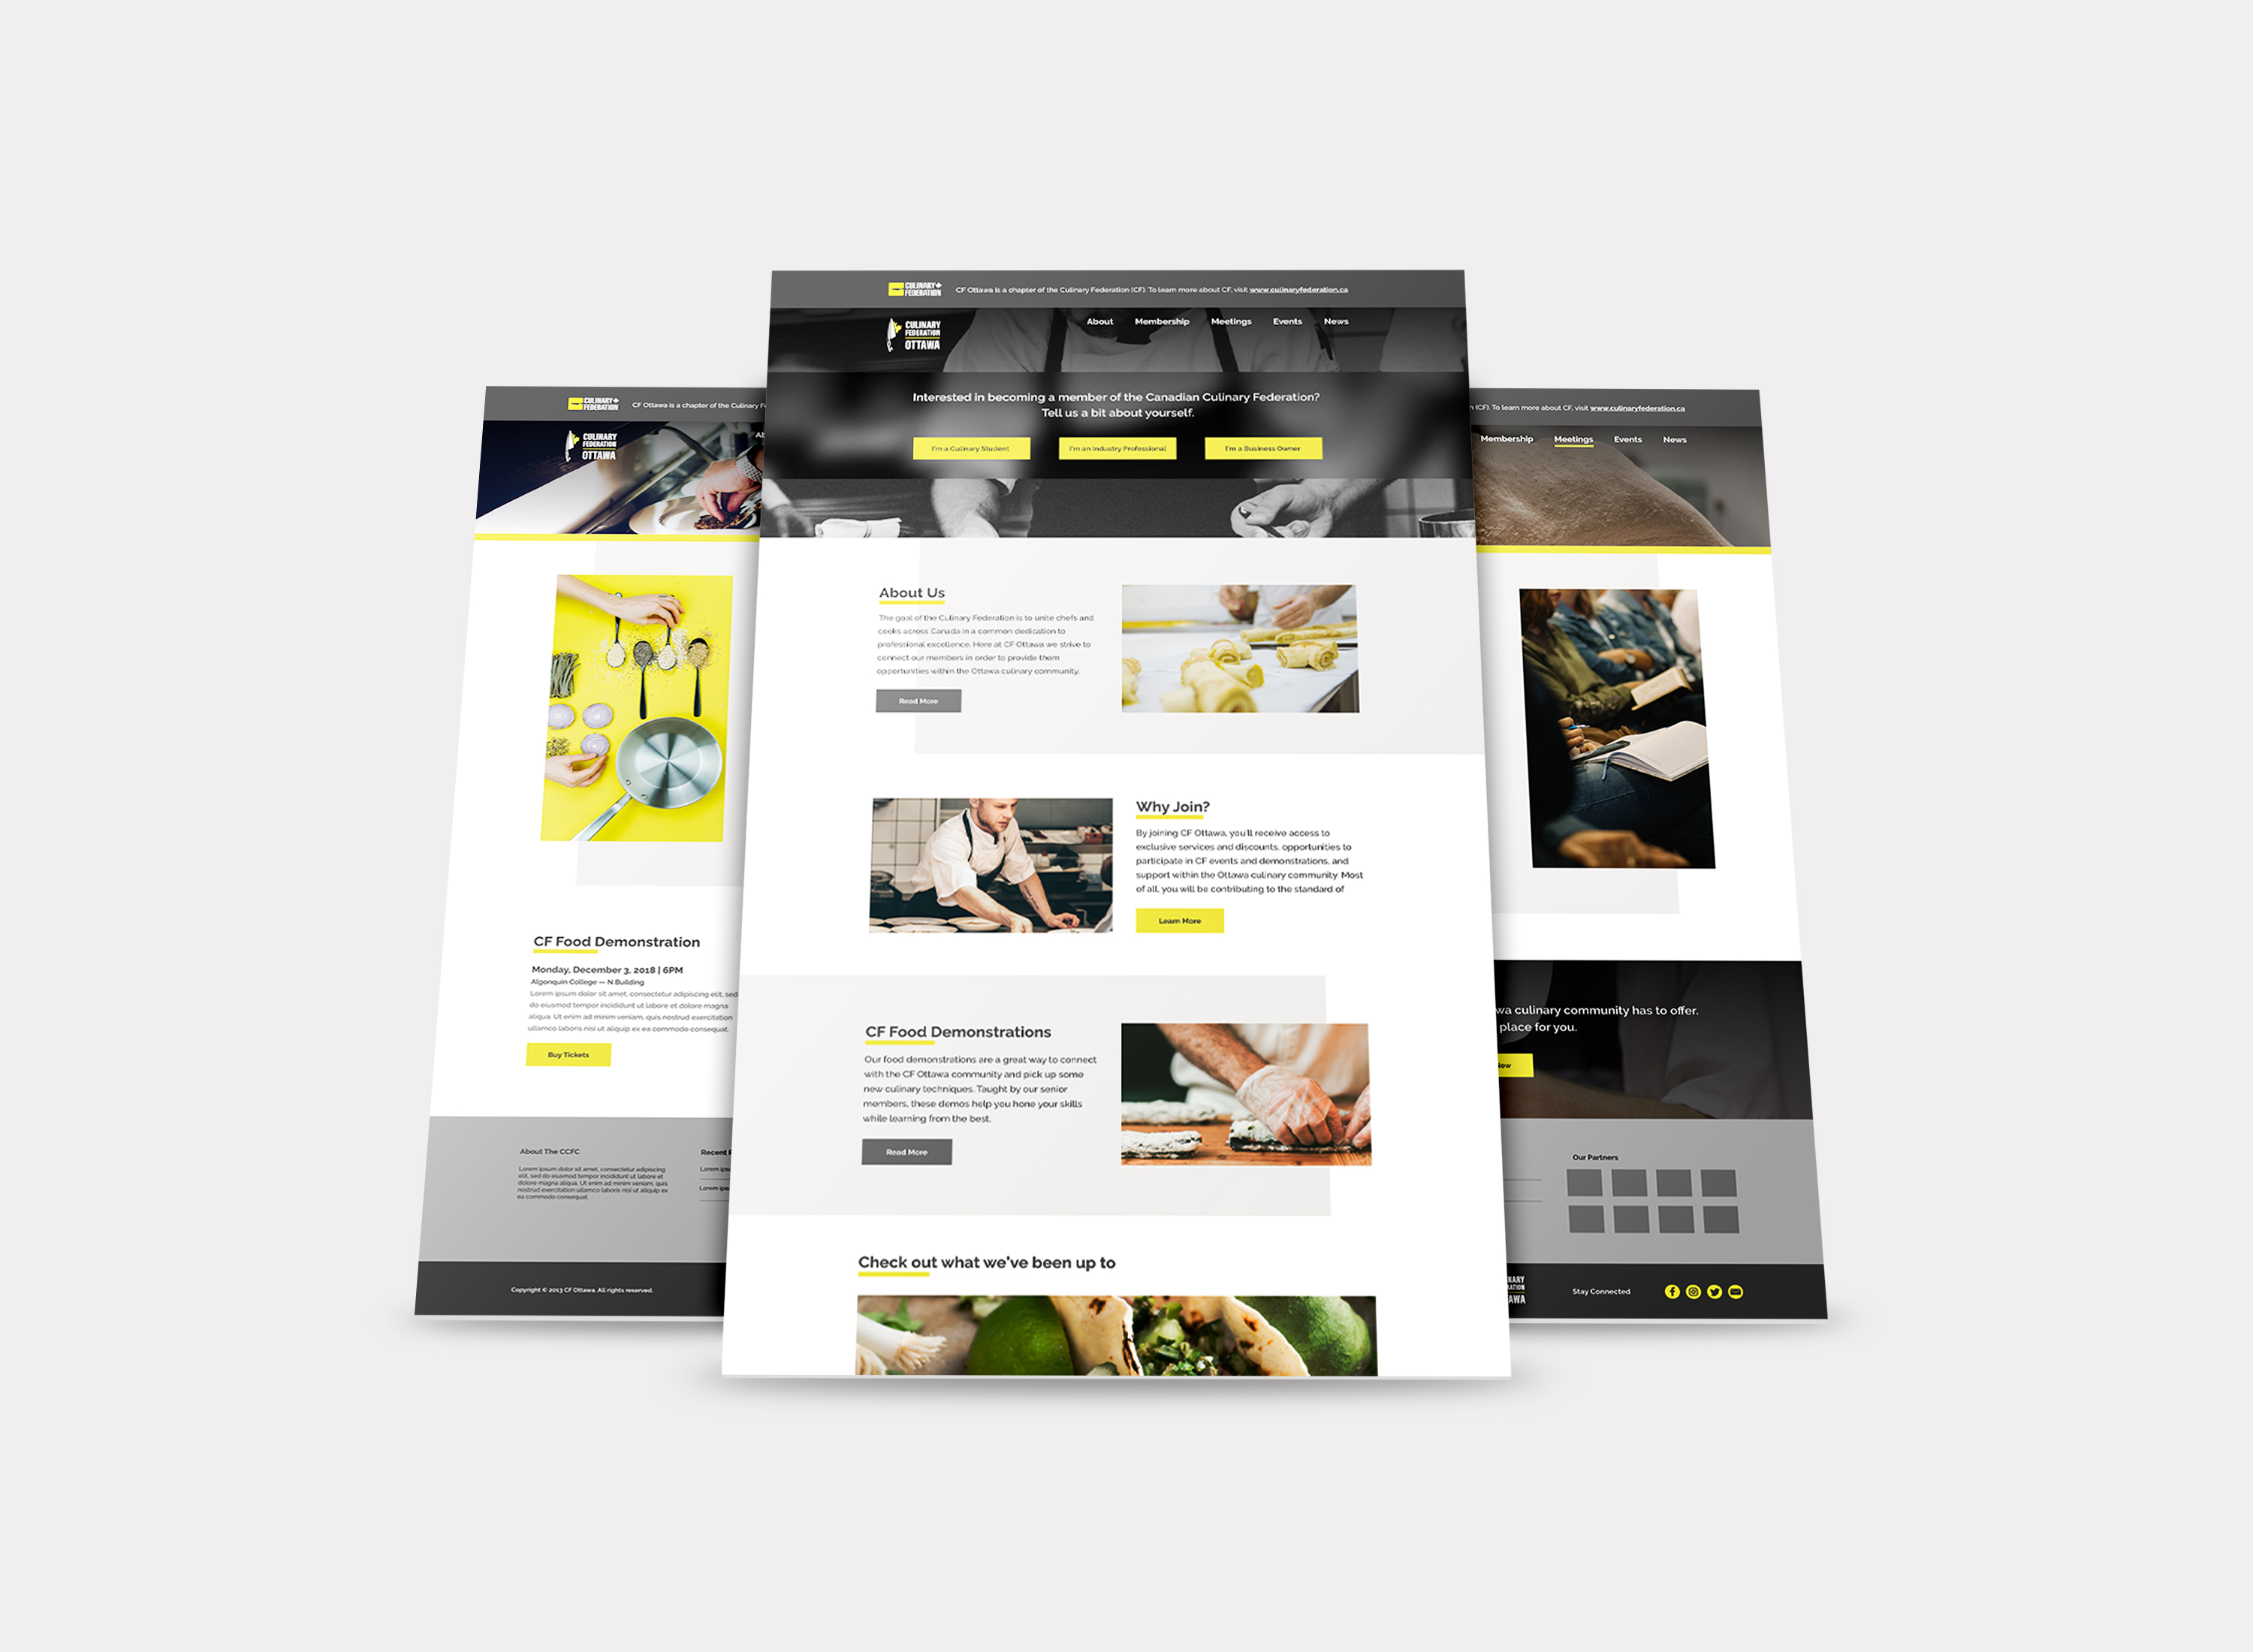 CULINARY
FEDERATION
CF Ottawa is a chapter of the Culinary Federation (CF). To learn more about CF, visit www.culinaryfederation.ca
CULINARY
FEDERATION
OTTAWA
About Membership Meetings Events News
Interested in becoming a member of the Canadian Culinary Federation?
Tell us a bit about yourself.
I'm a Culinary Student
I'm an Industry Professional
I'm a Business Owner
About Us
The goal of the Culinary Federation is to unite chefs and
cooks across Canada in a common dedication to
professional excellence. Here at CF Ottawa we strive to
connect our members in order to provide them
opportunities within the Ottawa culinary community.
Read More
Why Join?
By joining CF Ottawa, you'll receive access to
exclusive services and discounts, opportunities to
participate in CF events and demonstrations, and
support within the Ottawa culinary community. Most
of all, you will be contributing to the standard of
Learn More
CF Food Demonstrations
Our food demonstrations are a great way to connect
with the CF Ottawa community and pick up some
new culinary techniques. Taught by our senior
members, these demos help you hone your skills
while learning from the best.
Read More
Check out what we've been up to
CULINARY
FEDERATION
CF Ottawa is a chapter of the Culinary
CULINARY
FEDERATION
OTTAWA
CF Food Demonstration
Monday, December 3, 2018 | 6PM
Algonquin College — N Building
Lorem ipsum dolor sit amet, consectetur adipiscing elit, sed
do eiusmod tempor incididunt ut labore et dolore magna
aliqua. Ut enim ad minim veniam, quis nostrud exercitation
ullamco laboris nisi ut aliquip ex ea commodo consequat.
Buy Tickets
About The CCFC
Lorem ipsum dolor sit amet, consectetur adipiscing
elit, sed do eiusmod tempor incididunt ut labore et
dolore magna aliqua. Ut enim ad minim veniam, quis
nostrud exercitation ullamco laboris nisi ut aliquip ex
ea commodo consequat.
Recent
Lorem
Lorem
Copyright © 2013 CF Ottawa. All rights reserved.
(CF). To learn more about CF, visit www.culinaryfederation.ca
Membership Meetings Events News
culinary community has to offer.
place for you.
Our Partners
Stay Connected